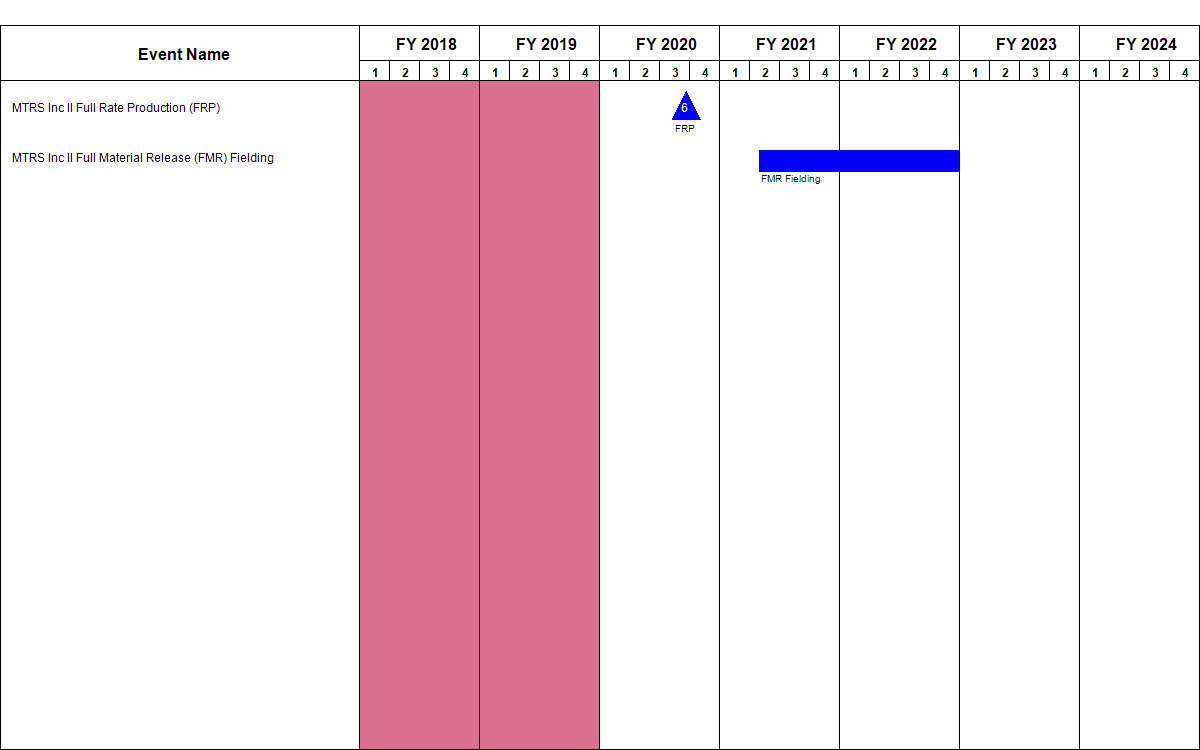 Event Name
FY 2018 FY 2019 FY 2020 FY 2021 FY 2022 FY 2023 FY 2024
1 2 3 4 1 2 3 4 1 2 3 4 1 2 3 4 1 2 3 4 1 2 3 4 1 2 3 4
MTRS Inc II Full Rate Production (FRP)
6
FRP
MTRS Inc II Full Material Release (FMR) Fielding
FMR Fielding